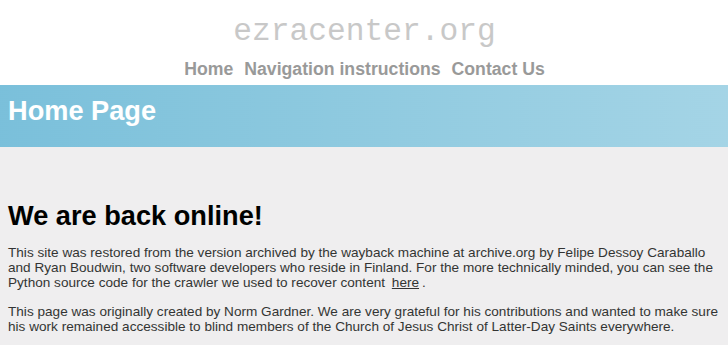 ezracenter.org
Home Navigation instructions Contact Us
Home Page
We are back online!
This site was restored from the version archived by the wayback machine at archive.org by Felipe Dessoy Caraballo
and Ryan Boudwin, two software developers who reside in Finland. For the more technically minded, you can see the
Python source code for the crawler we used to recover content here .
This page was originally created by Norm Gardner. We are very grateful for his contributions and wanted to make sure
his work remained accessible to blind members of the Church of Jesus Christ of Latter-Day Saints everywhere.